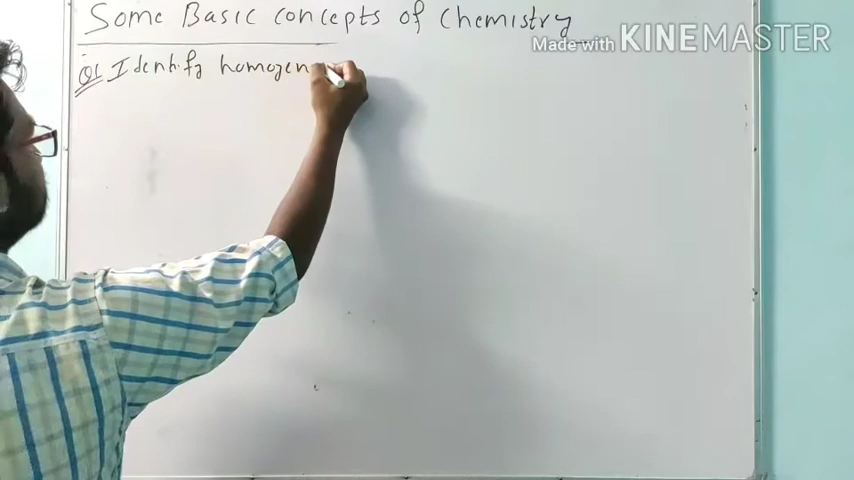 Some Basic concepts of Chemistry
Made with KINEMASTER
Q1 Identify homogen